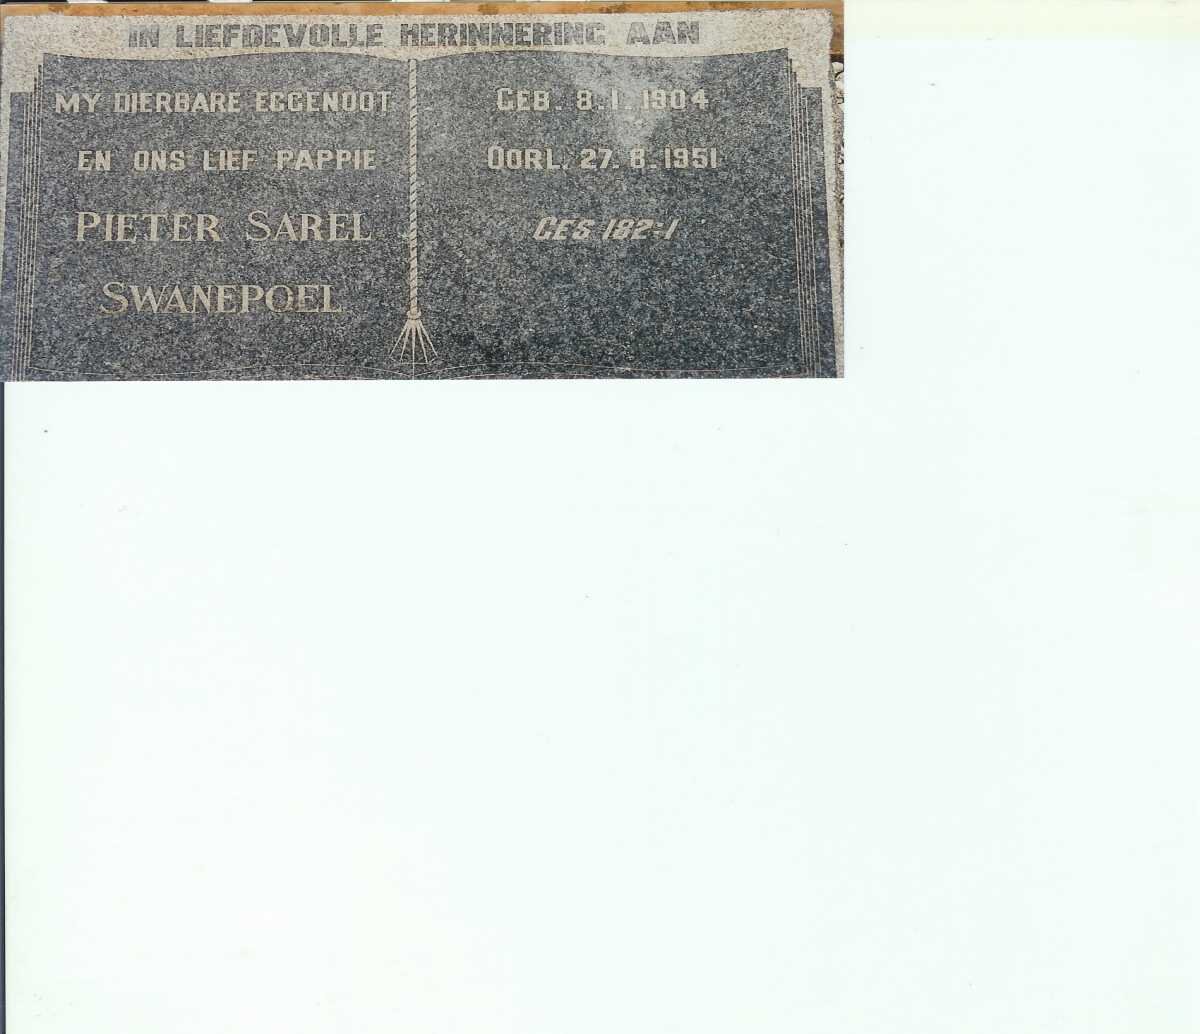 IN LIEFDEVOLLE HERINNERING AAN
MY DIERBARE EGGENOOT
EN ONS LIEF PAPPIE
PIETER SAREL
SWANEPOEL
GEB. 8.1.1904
OORL. 27.8.1951
GES 182:1